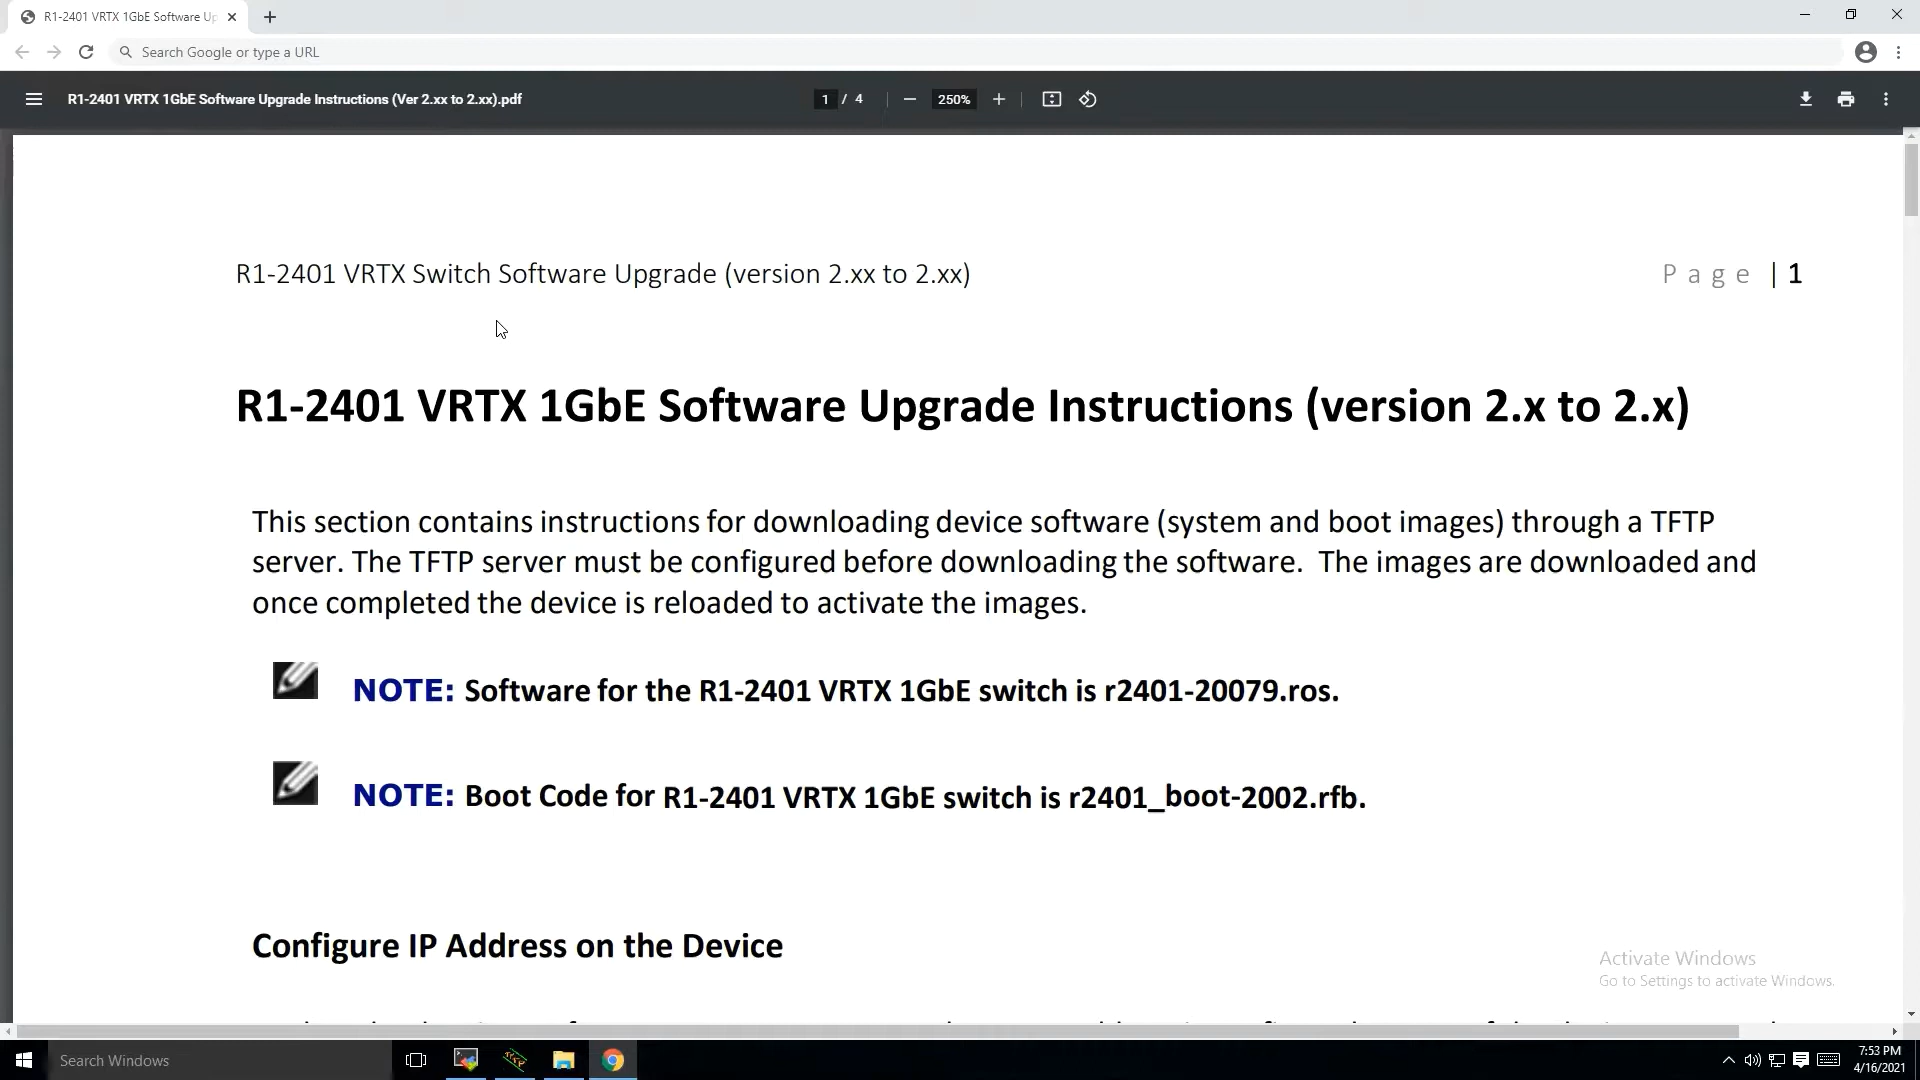 R1-2401 VRTX 1GbE Software Up
Search Google or type a URL
R1-2401 VRTX 1GbE Software Upgrade Instructions (Ver 2.xx to 2.xx).pdf
1 / 4
250%
R1-2401 VRTX Switch Software Upgrade (version 2.xx to 2.xx)
Page | 1
R1-2401 VRTX 1GbE Software Upgrade Instructions (version 2.x to 2.x)
This section contains instructions for downloading device software (system and boot images) through a TFTP
server. The TFTP server must be configured before downloading the software. The images are downloaded and
once completed the device is reloaded to activate the images.
NOTE: Software for the R1-2401 VRTX 1GbE switch is r2401-20079.ros.
NOTE: Boot Code for R1-2401 VRTX 1GbE switch is r2401_boot-2002.rfb.
Configure IP Address on the Device
Activate Windows
Go to Settings to activate Windows.
Search Windows
7:53 PM
4/16/2021